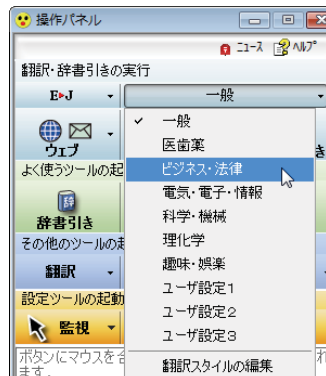 操作パネル
ﾆｭｰｽ ﾍﾙﾌﾟ
翻訳・辞書引きの実行
E▸J 一般
✓ 一般
医歯薬
ビジネス・法律
電気・電子・情報
科学・機械
理化学
趣味・娯楽
ユーザ設定1
ユーザ設定2
ユーザ設定3
翻訳スタイルの編集
ウェブ
き
よく使うツールの起
辞書引き
その他のツールの
翻訳
設定ツールの起動
監視
ボタンにマウスを
ます。